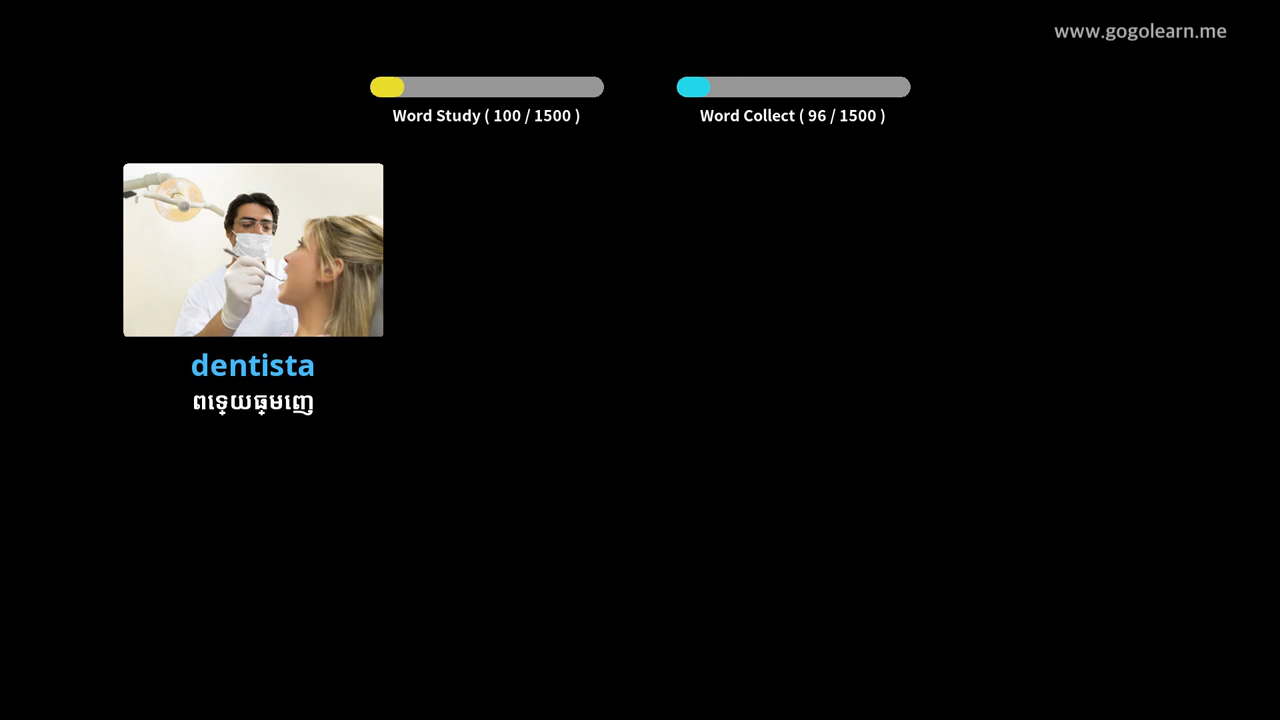 www.gogolearn.me
Word Study ( 100 / 1500 )
Word Collect ( 96 / 1500 )
dentista
ពេទ្យធ្មេញ